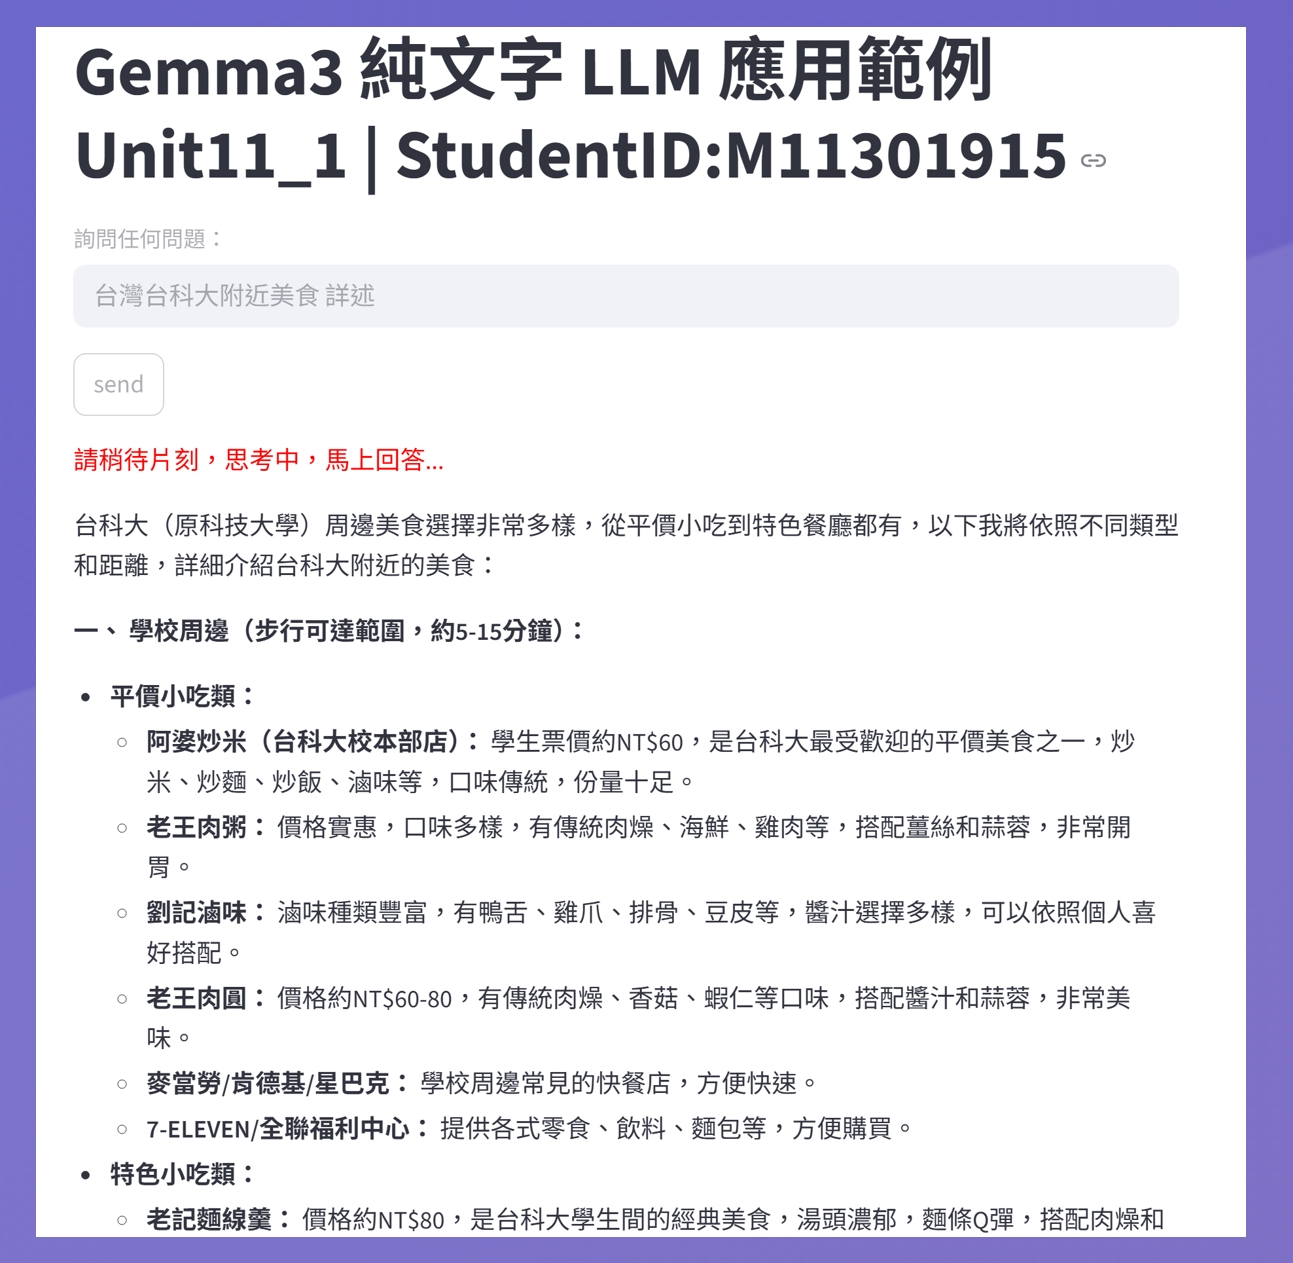 Gemma3 純文字 LLM 應用範例
Unit11_1 | StudentID:M11301915
詢問任何問題：
台灣台科大附近美食 詳述
send
請稍待片刻，思考中，馬上回答...
台科大（原科技大學）周邊美食選擇非常多樣，從平價小吃到特色餐廳都有，以下我將依照不同類型
和距離，詳細介紹台科大附近的美食：
一、 學校周邊（步行可達範圍，約5-15分鐘）：
• 平價小吃類：
○ 阿婆炒米（台科大校本部店）： 學生票價約NT$60，是台科大最受歡迎的平價美食之一，炒
米、炒麵、炒飯、滷味等，口味傳統，份量十足。
○ 老王肉粥： 價格實惠，口味多樣，有傳統肉燥、海鮮、雞肉等，搭配薑絲和蒜蓉，非常開
胃。
○ 劉記滷味： 滷味種類豐富，有鴨舌、雞爪、排骨、豆皮等，醬汁選擇多樣，可以依照個人喜
好搭配。
○ 老王肉圓： 價格約NT$60-80，有傳統肉燥、香菇、蝦仁等口味，搭配醬汁和蒜蓉，非常美
味。
○ 麥當勞/肯德基/星巴克： 學校周邊常見的快餐店，方便快速。
○ 7-ELEVEN/全聯福利中心： 提供各式零食、飲料、麵包等，方便購買。
• 特色小吃類：
○ 老記麵線羹： 價格約NT$80，是台科大學生間的經典美食，湯頭濃郁，麵條Q彈，搭配肉燥和